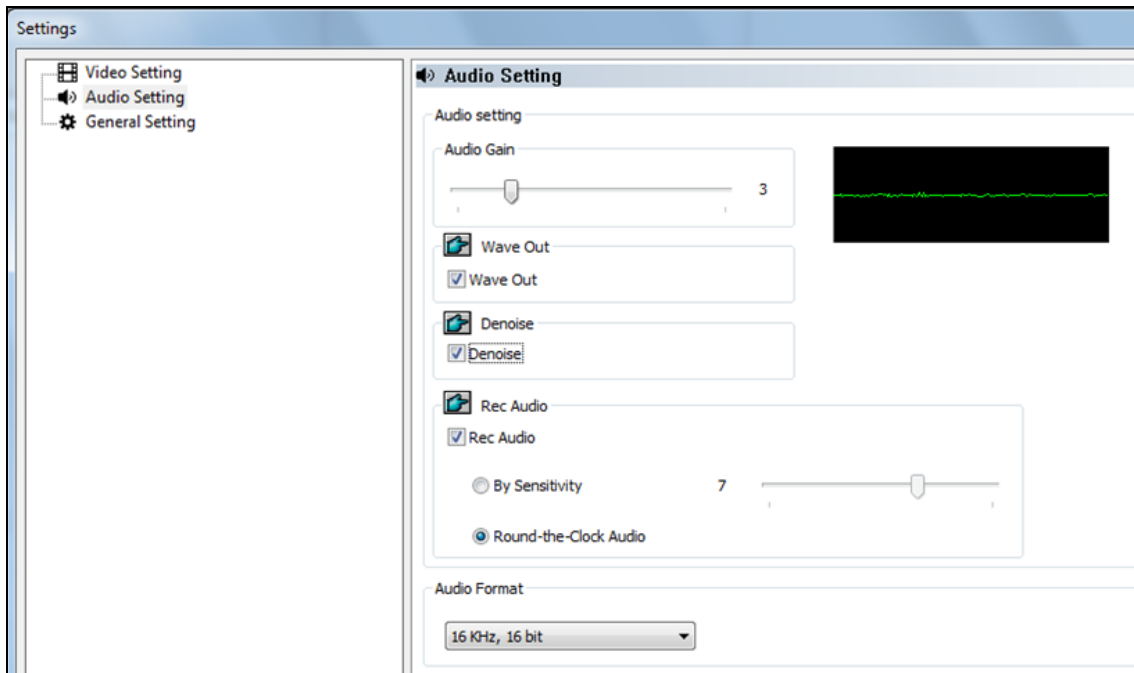 Settings
Video Setting
Audio Setting
General Setting
Audio Setting
Audio setting
Audio Gain
3
Wave Out
Wave Out
Denoise
Denoise
Rec Audio
Rec Audio
By Sensitivity 7
Round-the-Clock Audio
Audio Format
16 KHz, 16 bit